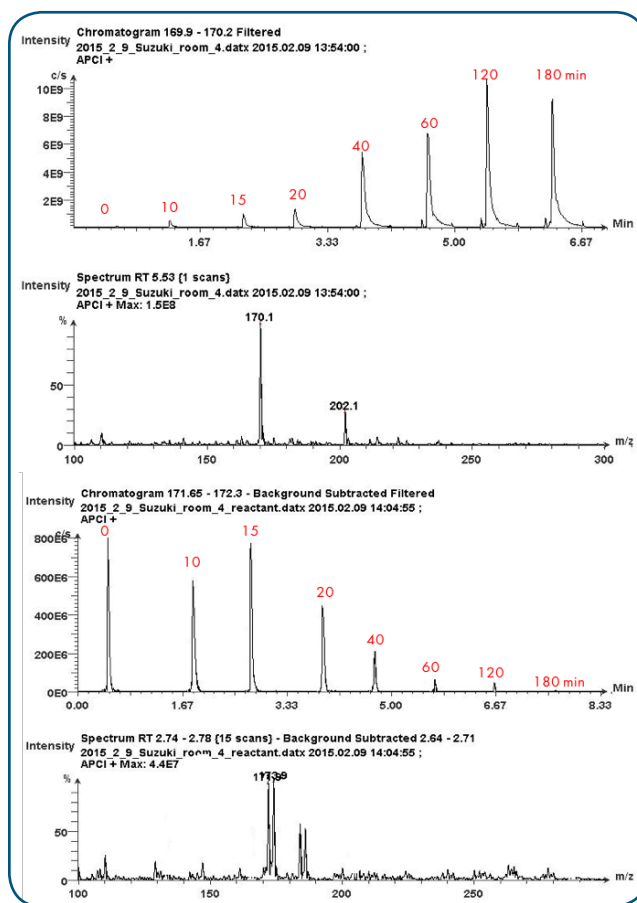 Chromatogram 169.9 - 170.2 Filtered
Intensity
2015_2_9_Suzuki_room_4.datx 2015.02.09 13:54:00 ;
APCI +
c/s
10E9
8E9
6E9
4E9
2E9
0
10
15
20
40
60
120
180 min
1.67
3.33
5.00
6.67
Min
Spectrum RT 5.53 {1 scans}
Intensity
2015_2_9_Suzuki_room_4.datx 2015.02.09 13:54:00 ;
APCI + Max: 1.5E8
%
170.1
202.1
50
100
150
200
250
300
m/z
Chromatogram 171.65 - 172.3 - Background Subtracted Filtered
Intensity
2015_2_9_Suzuki_room_4_reactant.datx 2015.02.09 14:04:55 ;
APCI +
c/s
800E6
600E6
400E6
200E6
0E0
0
10
15
20
40
60
120
180 min
0.00
1.67
3.33
5.00
6.67
8.33
Min
Spectrum RT 2.74 - 2.78 {15 scans} - Background Subtracted 2.64 - 2.71
Intensity
2015_2_9_Suzuki_room_4_reactant.datx 2015.02.09 14:04:55 ;
APCI + Max: 4.4E7
%
173.9
50
100
150
200
250
m/z